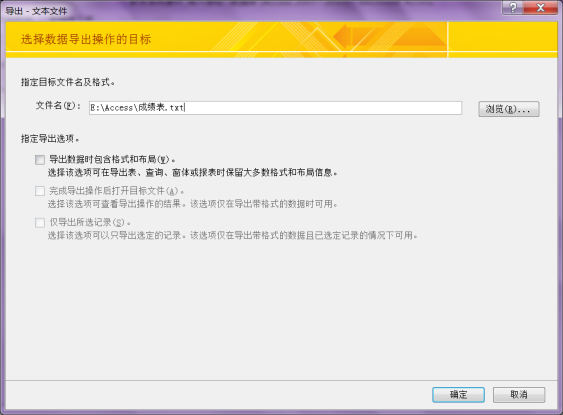 导出 - 文本文件
选择数据导出操作的目标
指定目标文件名及格式。
文件名(F): E:\Access\成绩表.txt 浏览(R)...
指定导出选项。
导出数据时包含格式和布局(W)。
选择该选项可在导出表、查询、窗体或报表时保留大多数格式和布局信息。
完成导出操作后打开目标文件(A)。
选择该选项可查看导出操作的结果。该选项仅在导出带格式的数据时可用。
仅导出所选记录(S)。
选择该选项可以只导出选定的记录。该选项仅在导出带格式的数据且已选定记录的情况下可用。
确定 取消